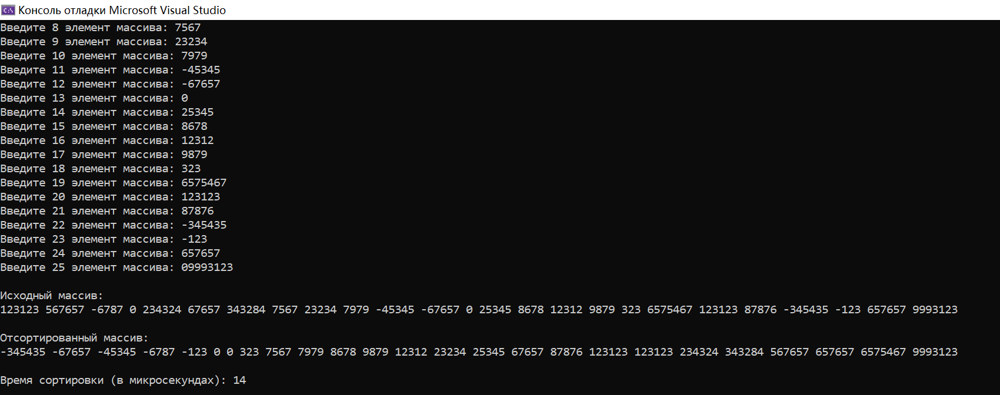 Консоль отладки Microsoft Visual Studio
Введите 8 элемент массива: 7567
Введите 9 элемент массива: 23234
Введите 10 элемент массива: 7979
Введите 11 элемент массива: -45345
Введите 12 элемент массива: -67657
Введите 13 элемент массива: 0
Введите 14 элемент массива: 25345
Введите 15 элемент массива: 8678
Введите 16 элемент массива: 12312
Введите 17 элемент массива: 9879
Введите 18 элемент массива: 323
Введите 19 элемент массива: 6575467
Введите 20 элемент массива: 123123
Введите 21 элемент массива: 87876
Введите 22 элемент массива: -345435
Введите 23 элемент массива: -123
Введите 24 элемент массива: 657657
Введите 25 элемент массива: 09993123
Исходный массив:
123123 567657 -6787 0 234324 67657 343284 7567 23234 7979 -45345 -67657 0 25345 8678 12312 9879 323 6575467 123123 87876 -345435 -123 657657 9993123
Отсортированный массив:
-345435 -67657 -45345 -6787 -123 0 0 323 7567 7979 8678 9879 12312 23234 25345 67657 87876 123123 123123 234324 343284 567657 657657 6575467 9993123
Время сортировки (в микросекундах): 14